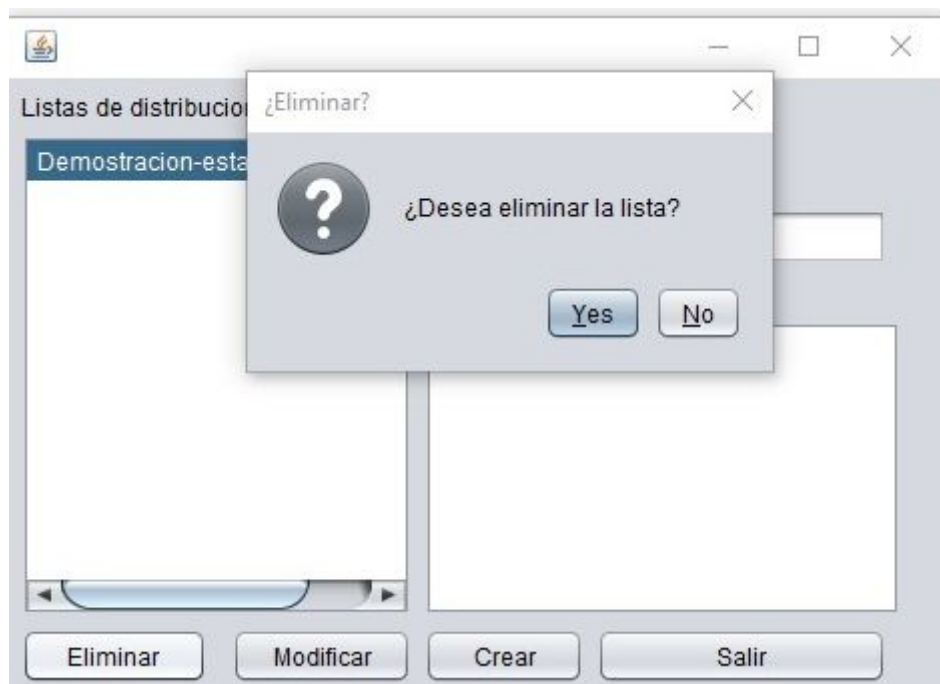 Listas de distribucio
¿Eliminar?
Demostracion-esta
¿Desea eliminar la lista?
Yes
No
Eliminar
Modificar
Crear
Salir